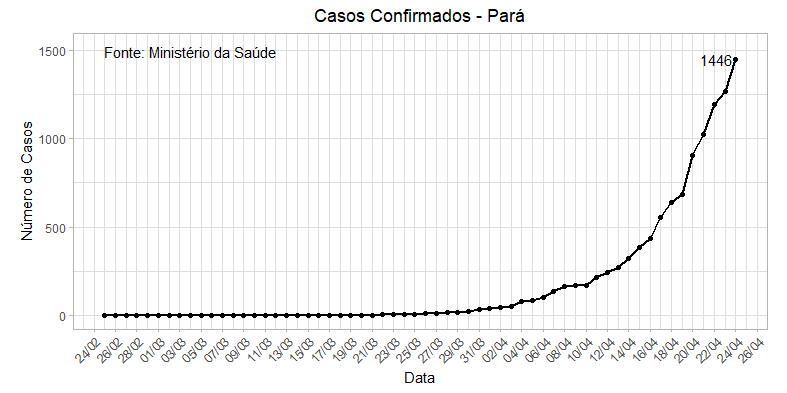 Casos Confirmados - Pará
Fonte: Ministério da Saúde
1446
Número de Casos
1500
1000
500
0
24/02 26/02 28/02 01/03 03/03 05/03 07/03 09/03 11/03 13/03 15/03 17/03 19/03 21/03 23/03 25/03 27/03 29/03 31/03 02/04 04/04 06/04 08/04 10/04 12/04 14/04 16/04 18/04 20/04 22/04 24/04 26/04
Data